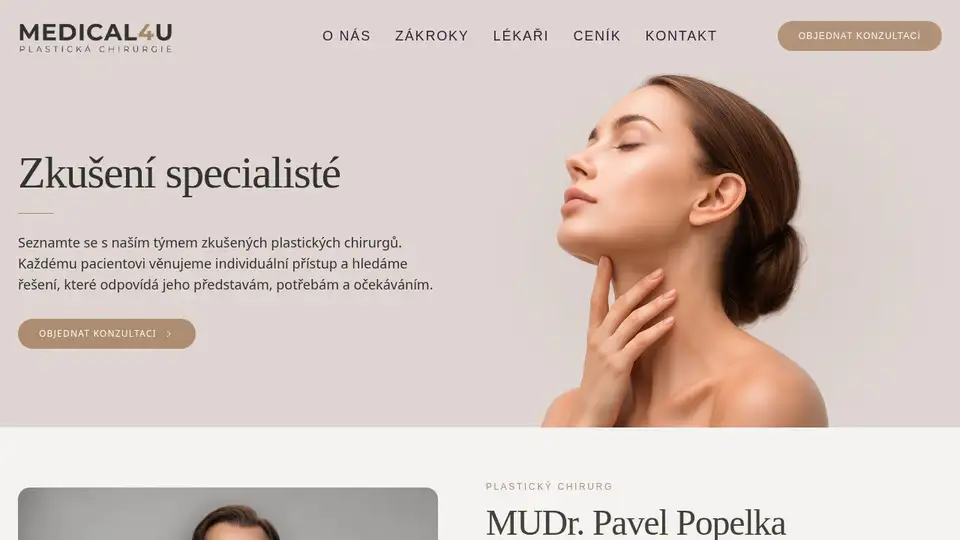 MEDICAL4U
PLASTICKÁ CHIRURGIE
O NÁS
ZÁKROKY
LÉKAŘI
CENÍK
KONTAKT
OBJEDNAT KONZULTACI
Zkušení specialisté
Seznamte se s naším týmem zkušených plastických chirurgů.
Každému pacientovi věnujeme individuální přístup a hledáme
řešení, které odpovídá jeho představám, potřebám a očekáváním.
OBJEDNAT KONZULTACI
PLASTICKÝ CHIRURG
MUDr. Pavel Popelka